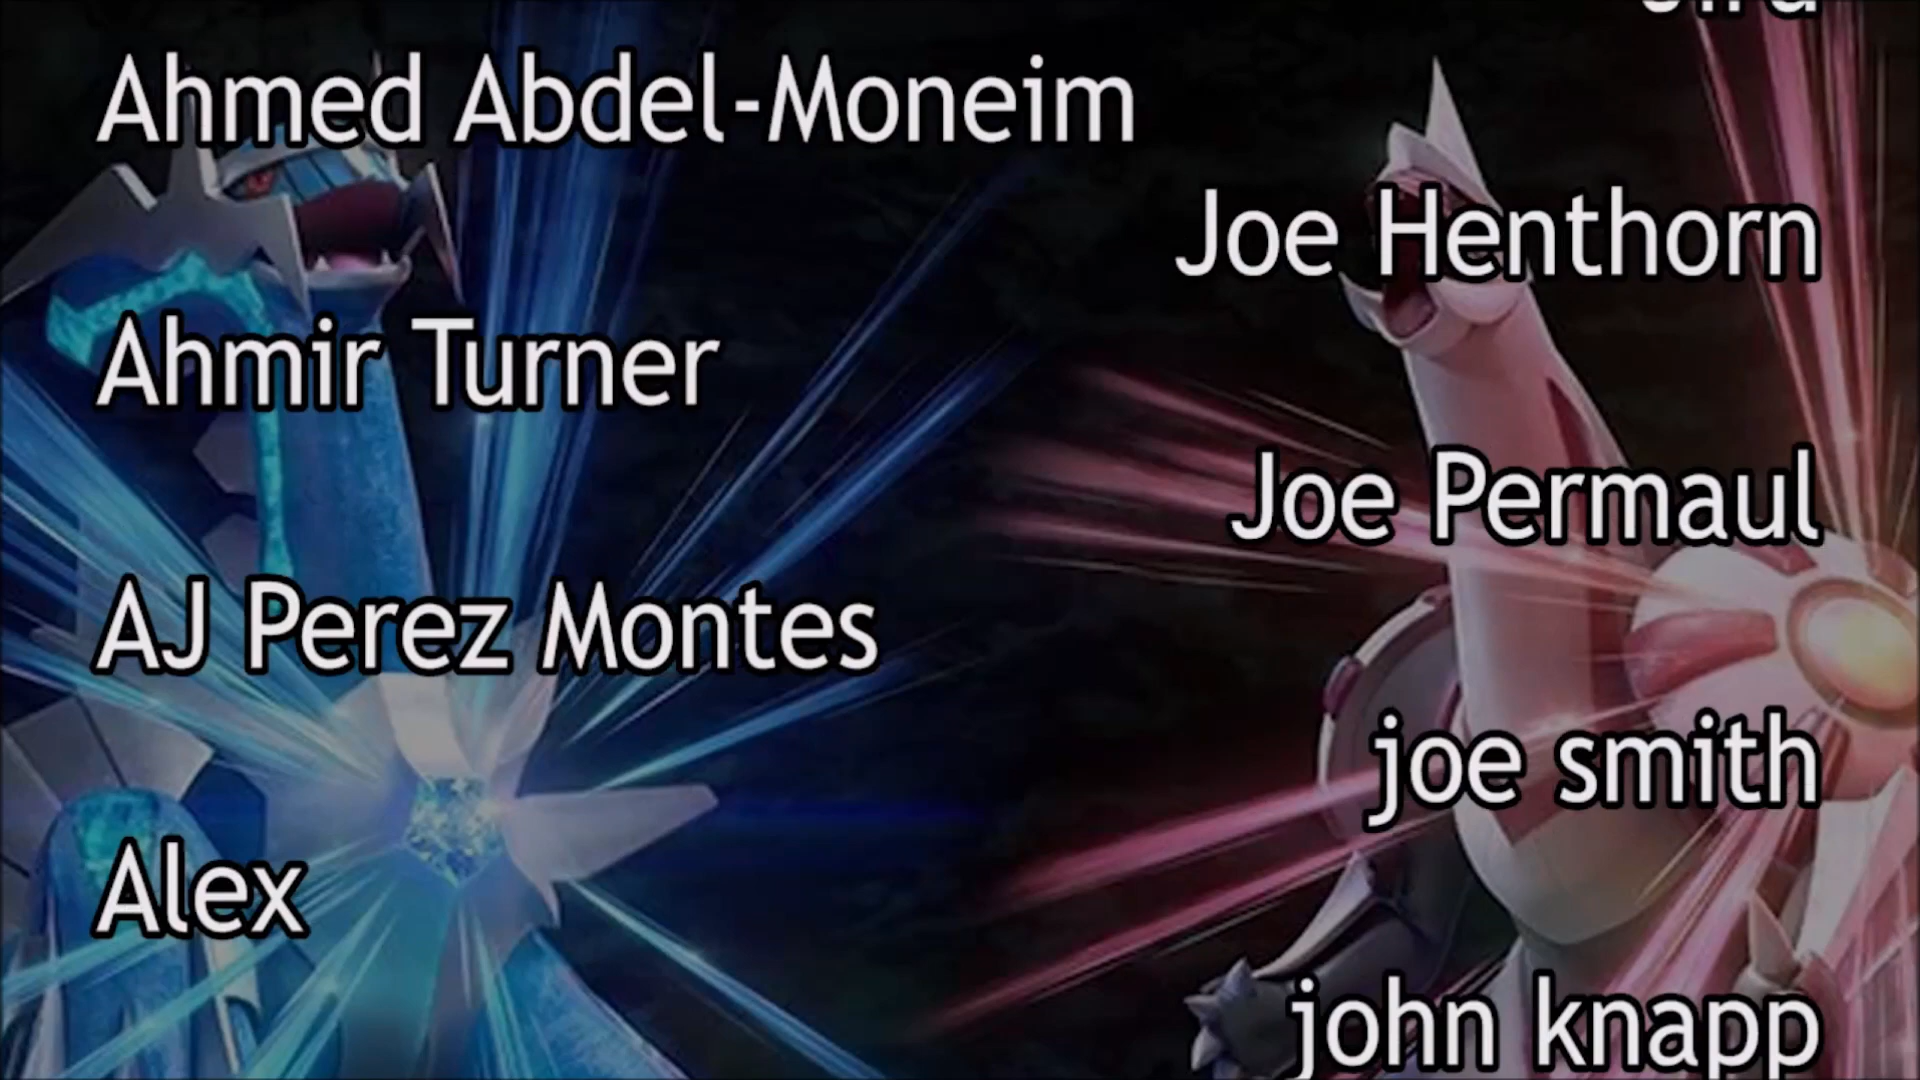 Ahmed Abdel-Moneim
Joe Henthorn
Ahmir Turner
Joe Permaul
AJ Perez Montes
joe smith
Alex
john knapp